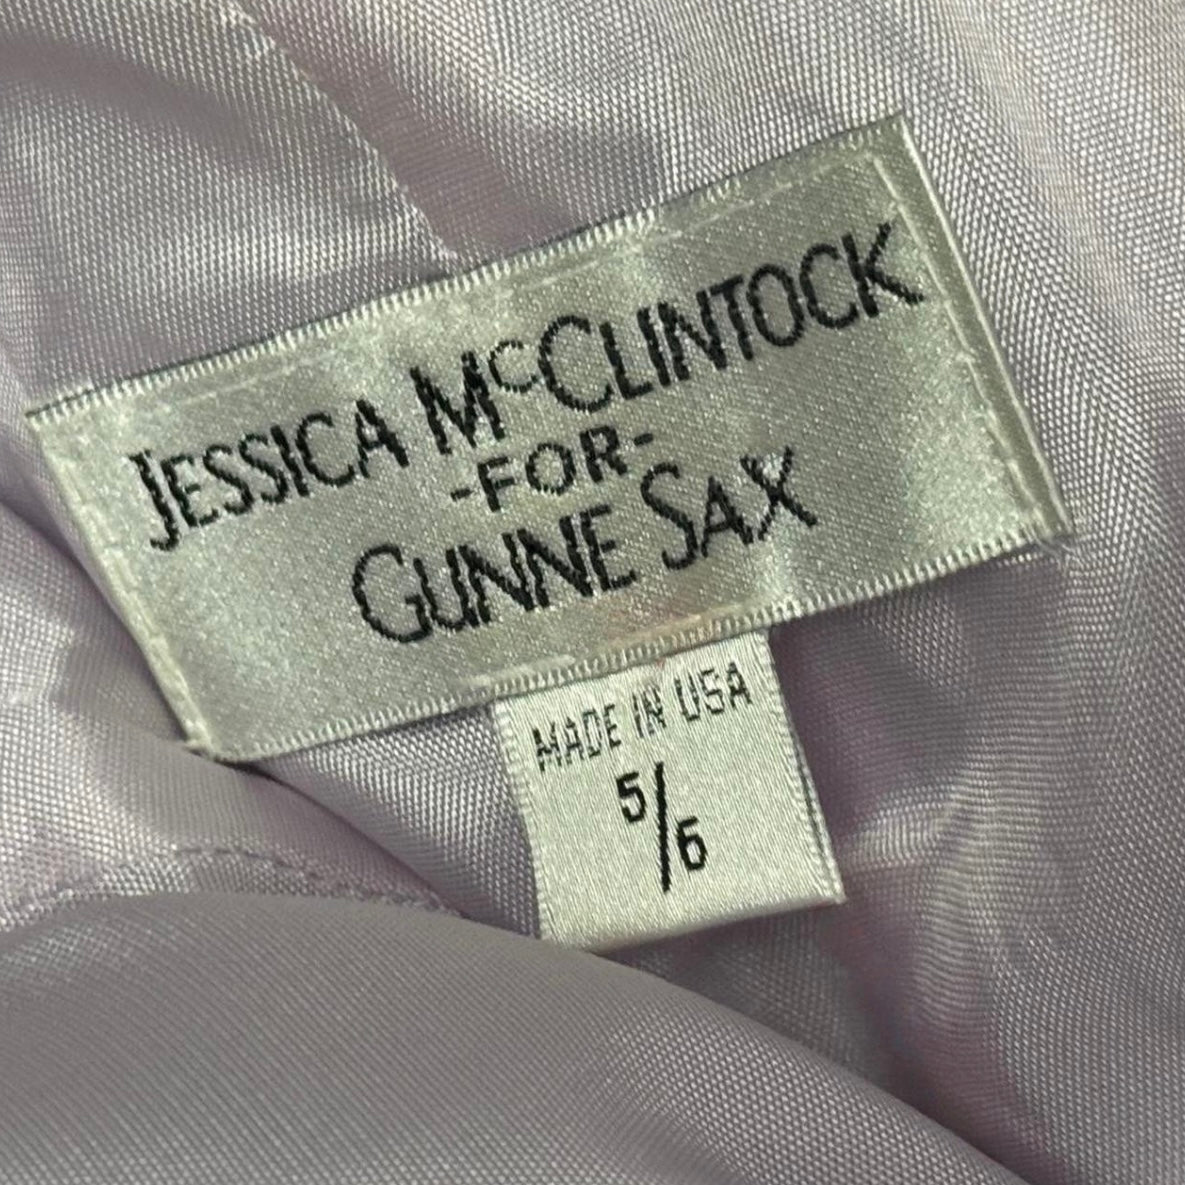 JESSICA McCLINTOCK
-FOR-
GUNNE SAX
MADE IN USA
5/6